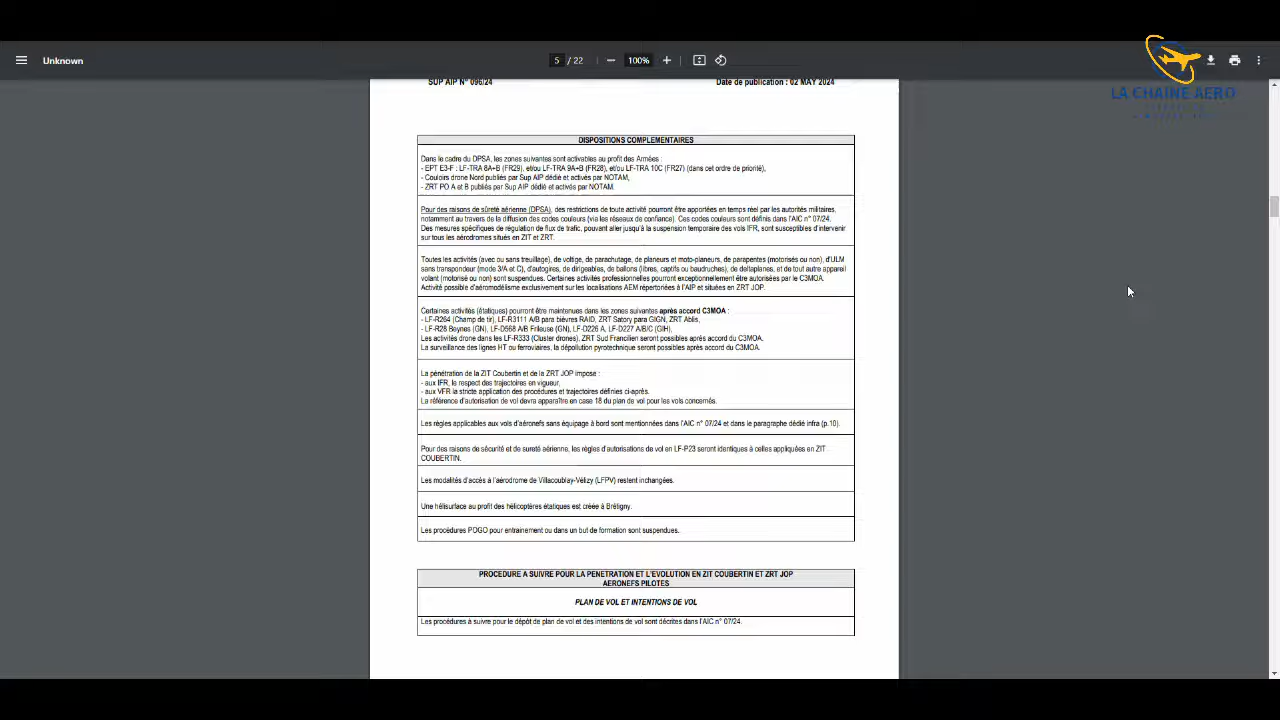 Unknown
5 / 22
100%
LA CHAINE AERO
SUP AIP N° 096/24
Date de publication : 02 MAY 2024
DISPOSITIONS COMPLEMENTAIRES
Dans le cadre du DPSA, les zones suivantes sont activables au profit des Armées :
- EPT E3-F : LF-TRA 8A+B (FR29), et/ou LF-TRA 9A+B (FR28), et/ou LF-TRA 10C (FR27) (dans cet ordre de priorité),
- Couloirs drone Nord publiés par Sup AIP dédié et activés par NOTAM,
- ZRT PO A et B publiés par Sup AIP dédié et activés par NOTAM.
Pour des raisons de sûreté aérienne (DPSA), des restrictions de toute activité pourront être apportées en temps réel par les autorités militaires,
notamment au travers de la diffusion des codes couleurs (via les réseaux de confiance). Ces codes couleurs sont définis dans l'AIC n° 07/24.
Des mesures spécifiques de régulation de flux de trafic, pouvant aller jusqu'à la suspension temporaire des vols IFR, sont susceptibles d'intervenir
sur tous les aérodromes situés en ZIT et ZRT.
Toutes les activités (avec ou sans treuillage), de voltige, de parachutage, de planeurs et moto-planeurs, de parapentes (motorisés ou non), d'ULM
sans transpondeur (mode 3/A et C), d'autogires, de dirigeables, de ballons (libres, captifs ou baudruches), de deltaplanes, et de tout autre appareil
volant (motorisé ou non) sont suspendues. Certaines activités professionnelles pourront exceptionnellement être autorisées par le C3MOA.
Activité possible d'aéromodélisme exclusivement sur les localisations AEM répertoriées à l'AIP et situées en ZRT JOP.
Certaines activités (étatiques) pourront être maintenues dans les zones suivantes après accord C3MOA :
- LF-R264 (Champ de tir), LF-R3111 A/B para bièvres RAID, ZRT Satory para GIGN, ZRT Ablis,
- LF-R28 Beynes (GN), LF-D568 A/B Frileuse (GN), LF-D226 A, LF-D227 A/B/C (GIH),
Les activités drone dans les LF-R333 (Cluster drones), ZRT Sud Francilien seront possibles après accord du C3MOA.
La surveillance des lignes HT ou ferroviaires, la dépollution pyrotechnique seront possibles après accord du C3MOA.
La pénétration de la ZIT Coubertin et de la ZRT JOP impose :
- aux IFR, le respect des trajectoires en vigueur,
- aux VFR la stricte application des procédures et trajectoires définies ci-après.
La référence d'autorisation de vol devra apparaître en case 18 du plan de vol pour les vols concernés.
Les règles applicables aux vols d'aéronefs sans équipage à bord sont mentionnées dans l'AIC n° 07/24 et dans le paragraphe dédié infra (p.10).
Pour des raisons de sécurité et de sureté aérienne, les règles d'autorisations de vol en LF-P23 seront identiques à celles appliquées en ZIT
COUBERTIN.
Les modalités d'accès à l'aérodrome de Villacoublay-Vélizy (LFPV) restent inchangées.
Une hélisurface au profit des hélicoptères étatiques est créée à Brétigny.
Les procédures PDGO pour entrainement ou dans un but de formation sont suspendues.
PROCEDURE A SUIVRE POUR LA PENETRATION ET L'EVOLUTION EN ZIT COUBERTIN ET ZRT JOP
AERONEFS PILOTES
PLAN DE VOL ET INTENTIONS DE VOL
Les procédures à suivre pour le dépôt de plan de vol et des intentions de vol sont décrites dans l'AIC n° 07/24.